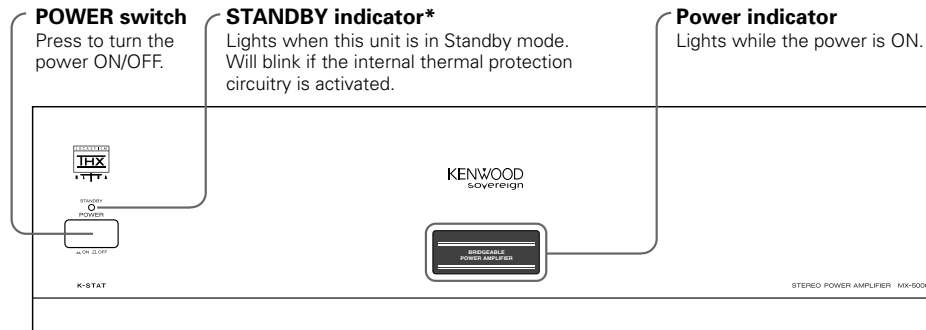 POWER switch
Press to turn the
power ON/OFF.
STANDBY indicator*
Lights when this unit is in Standby mode.
Will blink if the internal thermal protection
circuitry is activated.
Power indicator
Lights while the power is ON.
THX
STANDBY
POWER
ON OFF
K-STAT
KENWOOD
sovereign
BRIDGEABLE
POWER AMPLIFIER
STEREO POWER AMPLIFIER